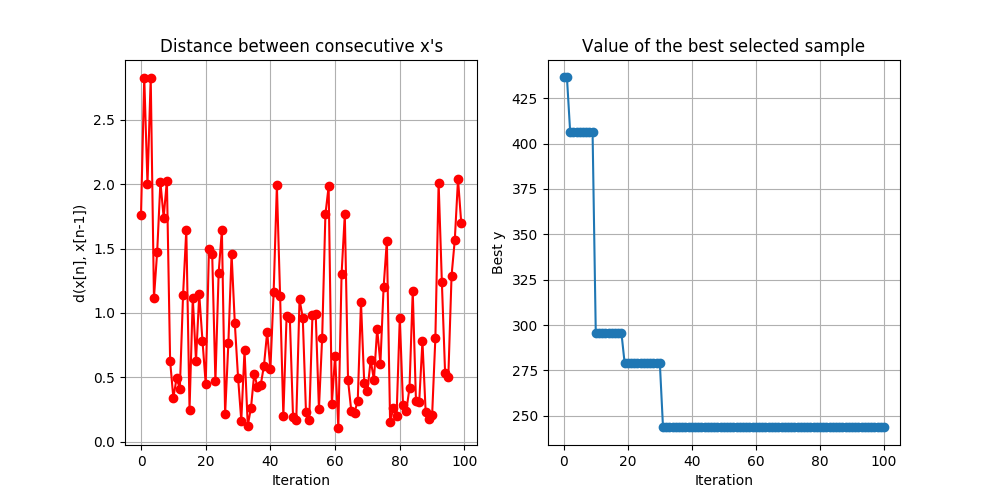 Distance between consecutive x's
d(x[n], x[n-1])
2.5
2.0
1.5
1.0
0.5
0.0
0 20 40 60 80 100
Iteration
Value of the best selected sample
Best y
425
400
375
350
325
300
275
250
0 20 40 60 80 100
Iteration